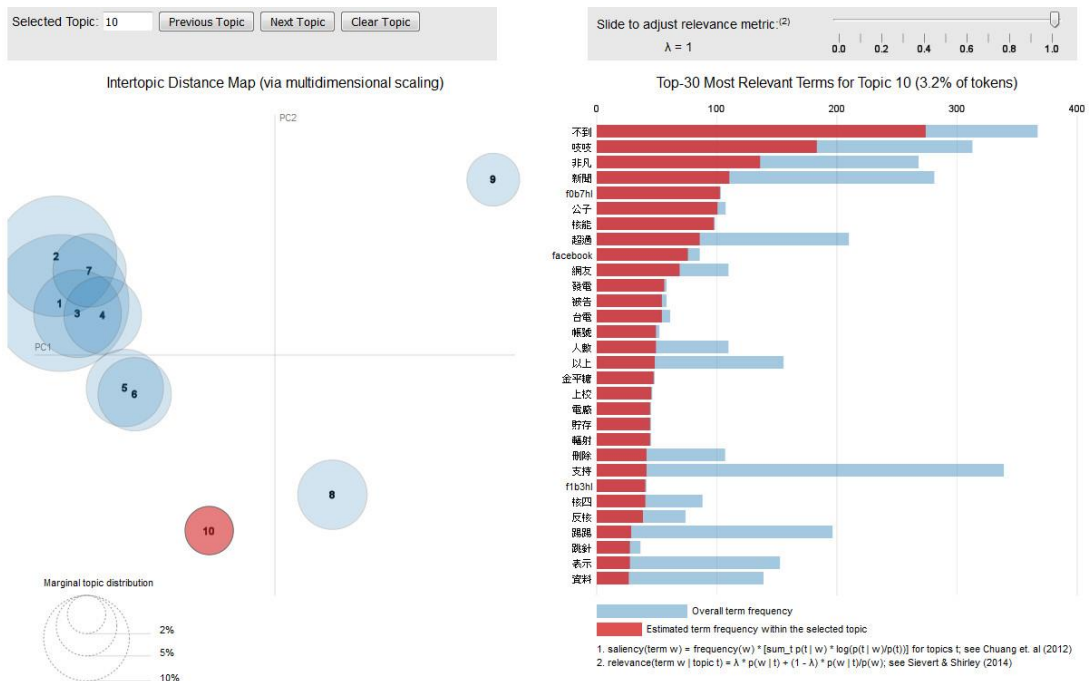 Selected Topic: 10 Previous Topic Next Topic Clear Topic
Slide to adjust relevance metric:(2)
λ = 1
0.0 0.2 0.4 0.6 0.8 1.0
Intertopic Distance Map (via multidimensional scaling)
PC2
PC1
9
2
7
1
3
4
5
6
8
10
Marginal topic distribution
2%
5%
10%
Top-30 Most Relevant Terms for Topic 10 (3.2% of tokens)
0 100 200 300 400
不到
吱吱
非凡
新聞
f0b7hl
公子
核能
超過
facebook
網友
發電
被告
台電
帳號
人數
以上
上校
電廠
貯存
輻射
刪除
支持
f1b3hl
核四
反核
踢踢
跳針
表示
資料
Overall term frequency
Estimated term frequency within the selected topic
1. saliency(term w) = frequency(w) * [sum_t p(t | w) * log(p(t | w)/p(t))] for topics t; see Chuang et. al (2012)
2. relevance(term w | topic t) = λ * p(w | t) + (1 - λ) * p(w | t)/p(w); see Sievert & Shirley (2014)